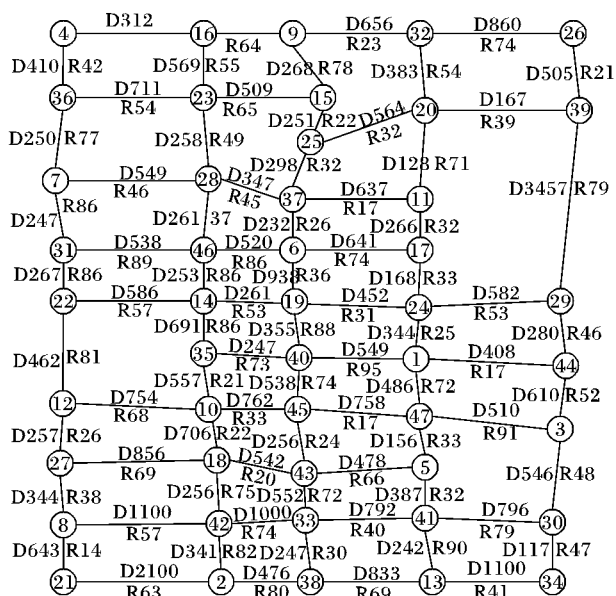 D312 D656 D860
4 16 9 32 26
R64 R23 R74
D410 R42 D569 R55 D268 R78 D383 R54 D505 R21
D711 D509 D564 D167
36 23 15 20 39
R54 R65 D251 R22 R32 R39
25
D250 R77 D258 R49 D298 R32 D128 R71
D549 D347 D637 D3457 R79
7 28 37 11
R46 R45 R17
D247 R86 D261 37 D232 R26 D266 R32
D538 D520 D641
31 46 6 17
R89 R86 R74
D267 R86 D253 R86 D938 R36 D168 R33
D586 D261 D452 D582
22 14 19 24 29
R57 R53 R31 R53
D691 R86 D355 R88 D344 R25 D280 R46
D247 D549 D408
35 40 1 44
R73 R95 R17
D462 R81 D557 R21 D538 R74 D486 R72 D610 R52
D754 D762 D758 D510
12 10 45 47 3
R68 R33 R17 R91
D257 R26 D706 R22 D256 R24 D156 R33
D856 D542 D478
27 18 43 5
R69 R20 R66
D344 R38 D256 R75 D552 R72 D387 R32 D546 R48
D1100 D1000 D792 D796
8 42 33 41 30
R57 R74 R40 R79
D643 R14 D341 R82 D247 R30 D242 R90 D117 R47
D2100 D476 D833 D1100
21 2 38 13 34
R63 R80 R69 R41